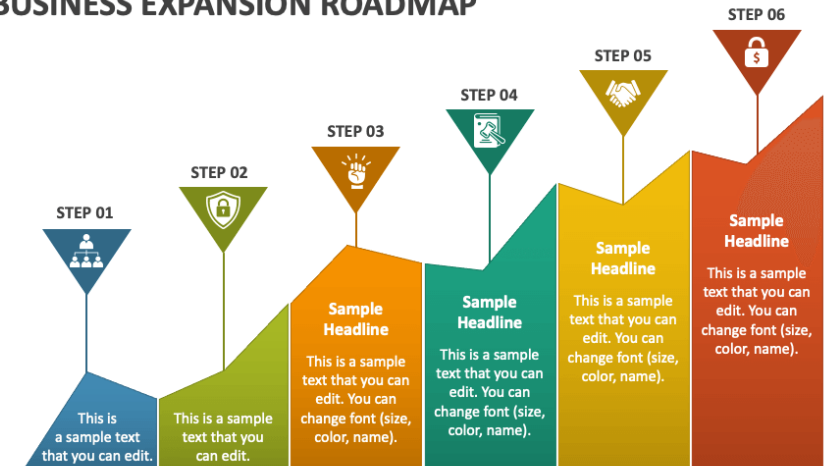 BUSINESS EXPANSION ROADMAP
STEP 01
This is
a sample text
that you can edit.
STEP 02
This is a sample
text that you
can edit.
STEP 03
Sample
Headline
This is a sample
text that you can
edit. You can
change font (size,
color, name).
STEP 04
Sample
Headline
This is a sample
text that you can
edit. You can
change font (size,
color, name).
STEP 05
Sample
Headline
This is a sample
text that you can
edit. You can
change font (size,
color, name).
STEP 06
$
Sample
Headline
This is a sample
text that you can
edit. You can
change font (size,
color, name).